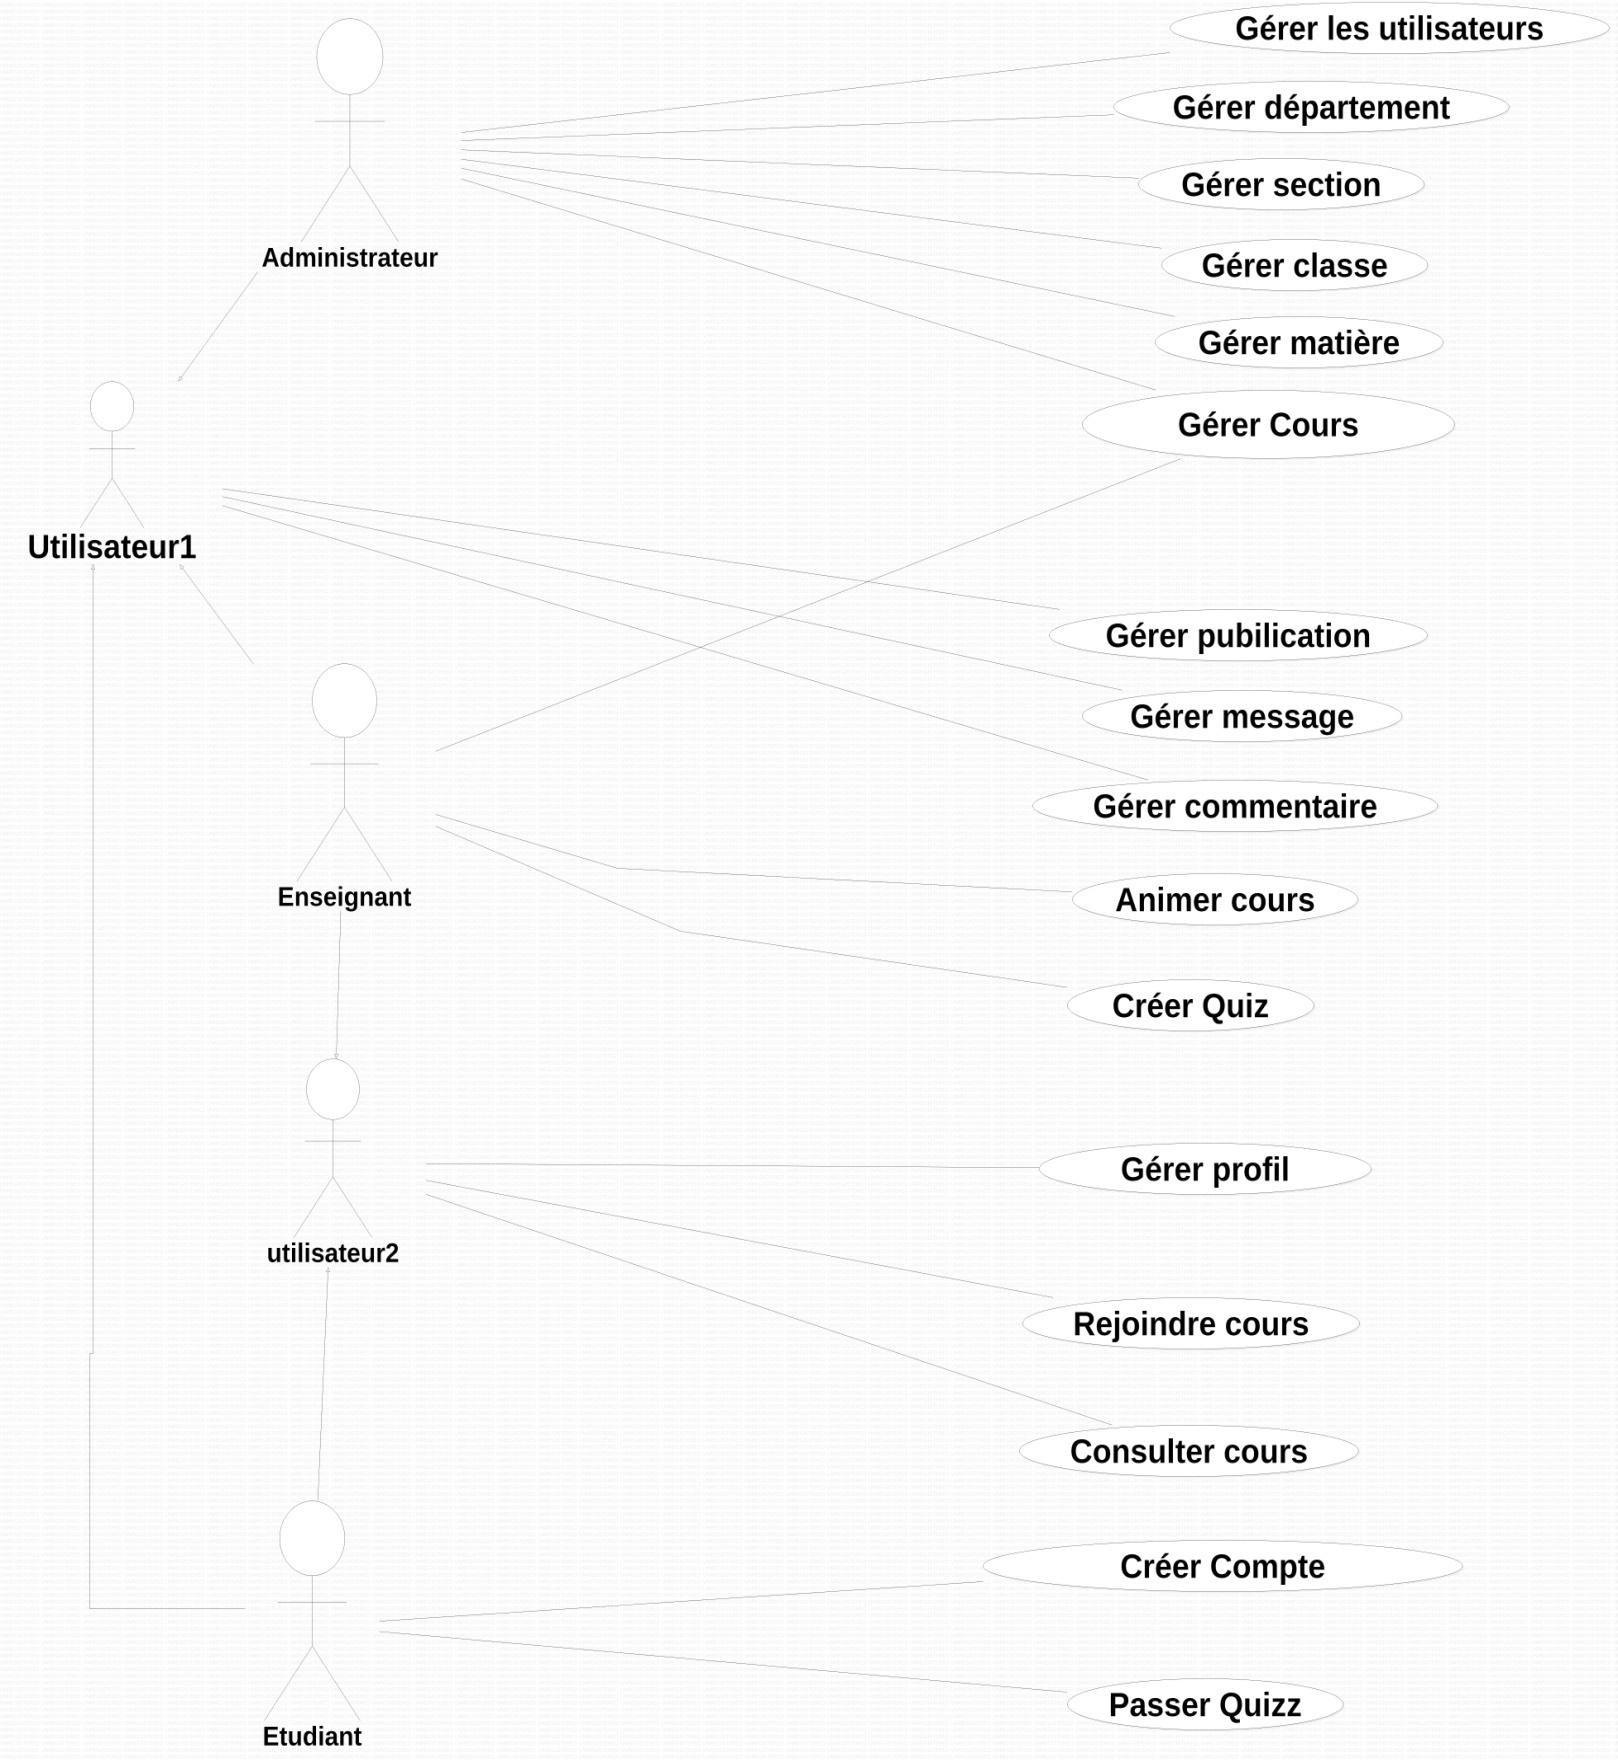 Gérer les utilisateurs
Gérer département
Gérer section
Administrateur
Gérer classe
Gérer matière
Gérer Cours
Utilisateur1
Gérer pubilication
Gérer message
Gérer commentaire
Enseignant
Animer cours
Créer Quiz
Gérer profil
utilisateur2
Rejoindre cours
Consulter cours
Créer Compte
Passer Quizz
Etudiant